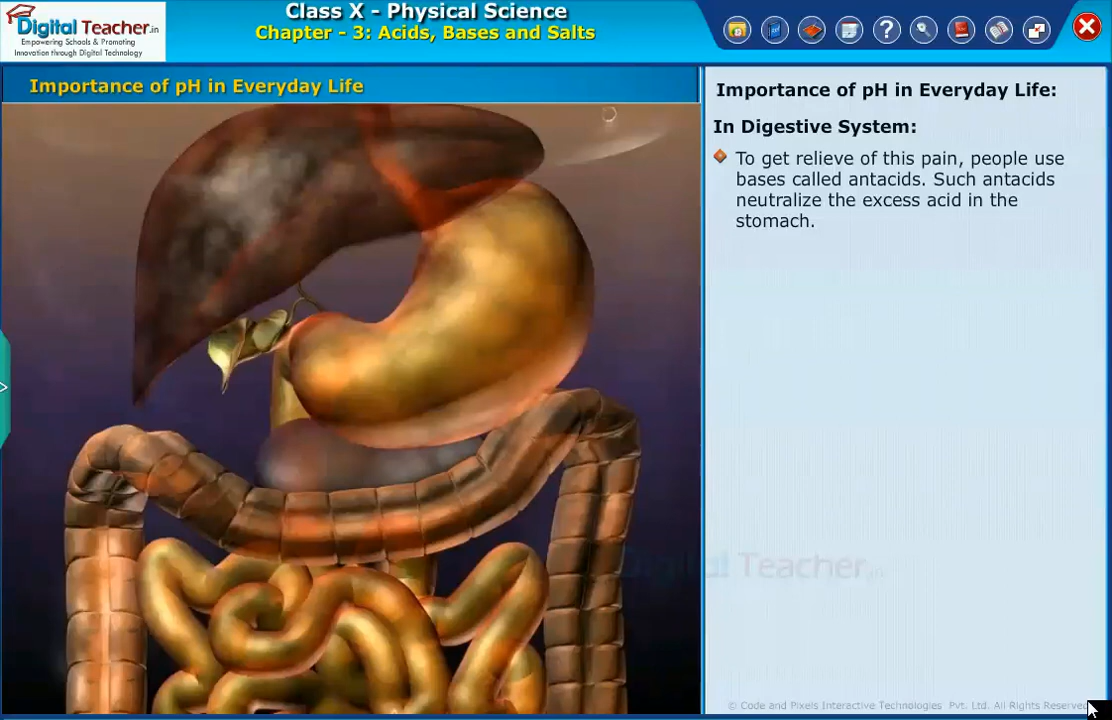 Digital Teacher.in
Empowering Schools & Promoting
Innovation through Digital Technology
Class X - Physical Science
Chapter - 3: Acids, Bases and Salts
Importance of pH in Everyday Life
Importance of pH in Everyday Life:
In Digestive System:
To get relieve of this pain, people use
bases called antacids. Such antacids
neutralize the excess acid in the
stomach.
Digital Teacher.in
© Code and Pixels Interactive Technologies Pvt. Ltd. All Rights Reserved